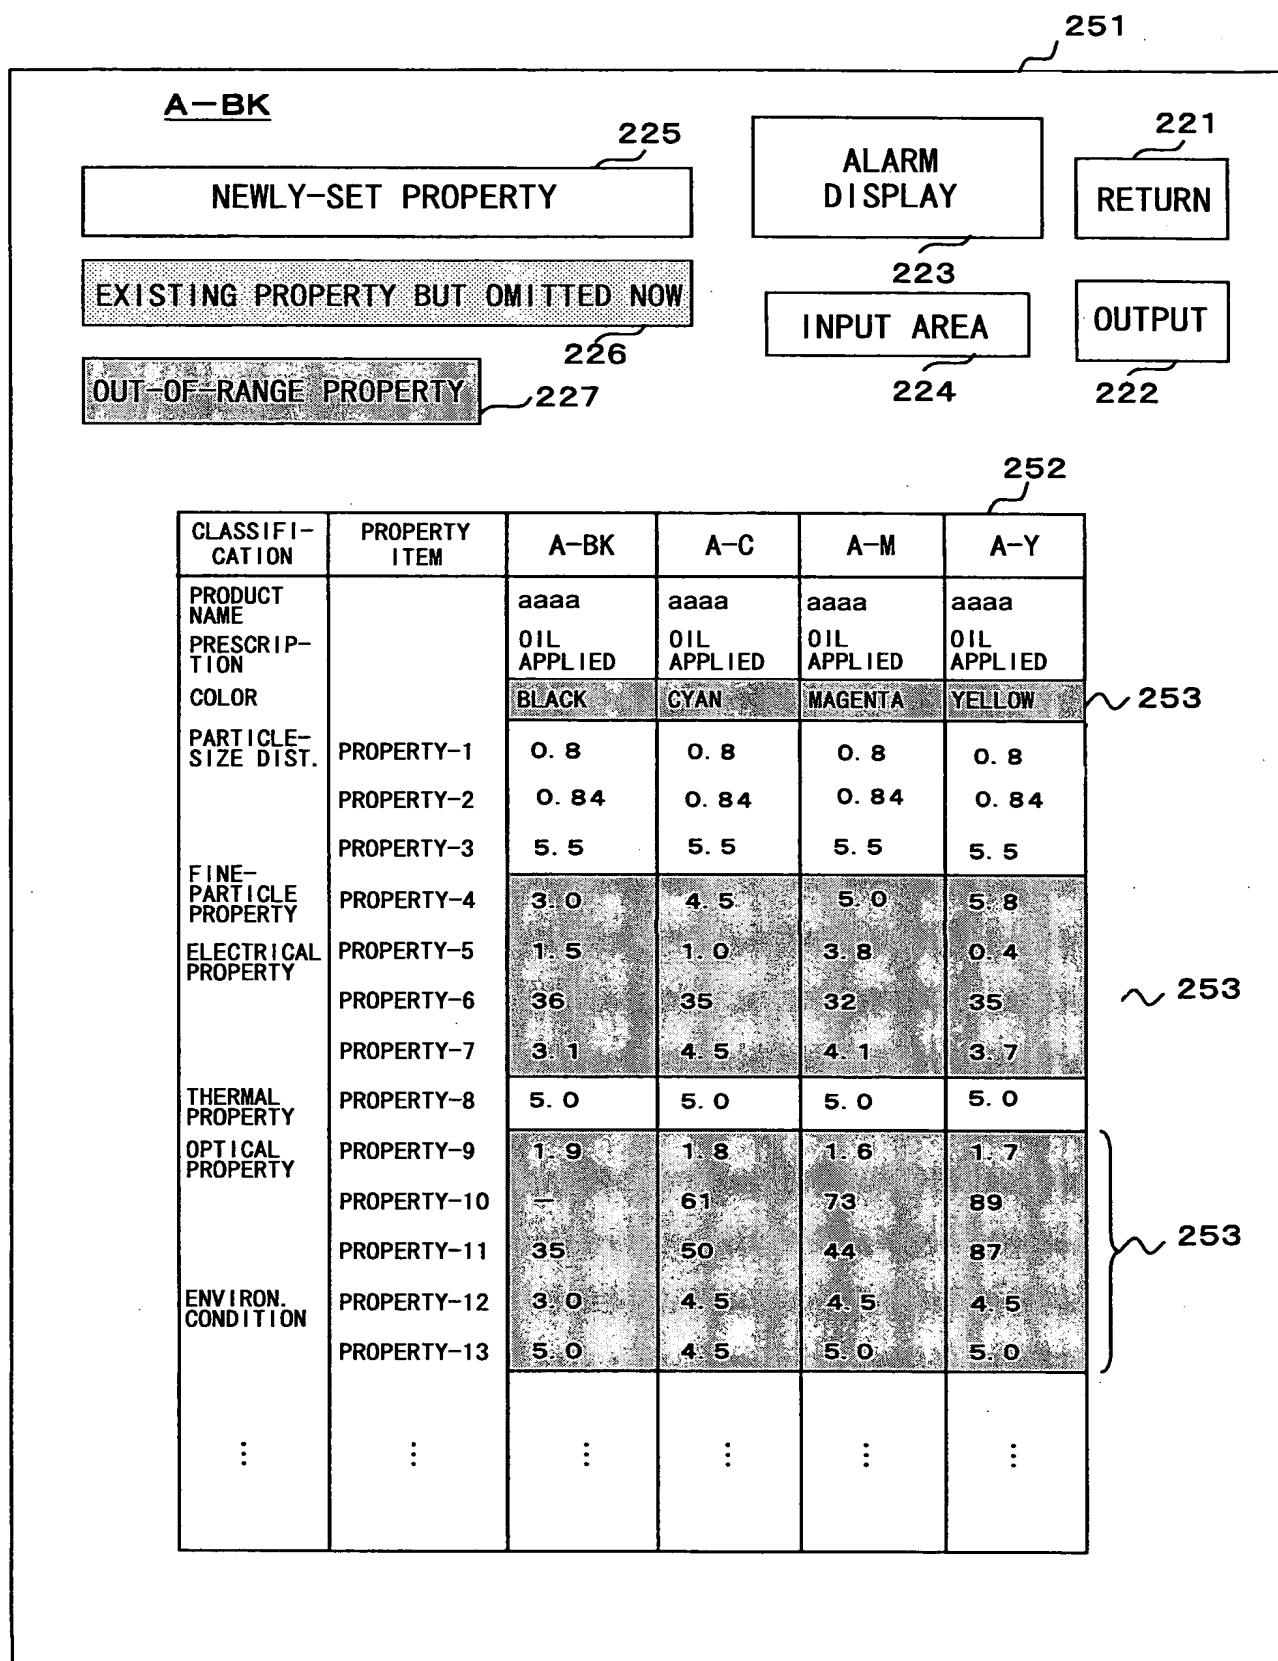 251
A-BK
225
221
NEWLY-SET PROPERTY
ALARM
DISPLAY
RETURN
223
EXISTING PROPERTY BUT OMITTED NOW
INPUT AREA
OUTPUT
226
224
222
OUT-OF-RANGE PROPERTY
227
252
CLASSIFI-
CATION
PROPERTY
ITEM
A-BK
A-C
A-M
A-Y
PRODUCT
NAME
aaaa
aaaa
aaaa
aaaa
PRESCRIP-
TION
OIL
APPLIED
OIL
APPLIED
OIL
APPLIED
OIL
APPLIED
COLOR
BLACK
CYAN
MAGENTA
YELLOW
253
PARTICLE-
SIZE DIST.
PROPERTY-1 0.8 0.8 0.8 0.8
PROPERTY-2 0.84 0.84 0.84 0.84
PROPERTY-3 5.5 5.5 5.5 5.5
FINE-
PARTICLE
PROPERTY
PROPERTY-4 3.0 4.5 5.0 5.8
ELECTRICAL
PROPERTY
PROPERTY-5 1.5 1.0 3.8 0.4
PROPERTY-6 36 35 32 35
253
PROPERTY-7 3.1 4.5 4.1 3.7
THERMAL
PROPERTY
PROPERTY-8 5.0 5.0 5.0 5.0
OPTICAL
PROPERTY
PROPERTY-9 1.9 1.8 1.6 1.7
PROPERTY-10 — 61 73 89
PROPERTY-11 35 50 44 87
253
ENVIRON.
CONDITION
PROPERTY-12 3.0 4.5 4.5 4.5
PROPERTY-13 5.0 4.5 5.0 5.0
⋮ ⋮ ⋮ ⋮ ⋮ ⋮